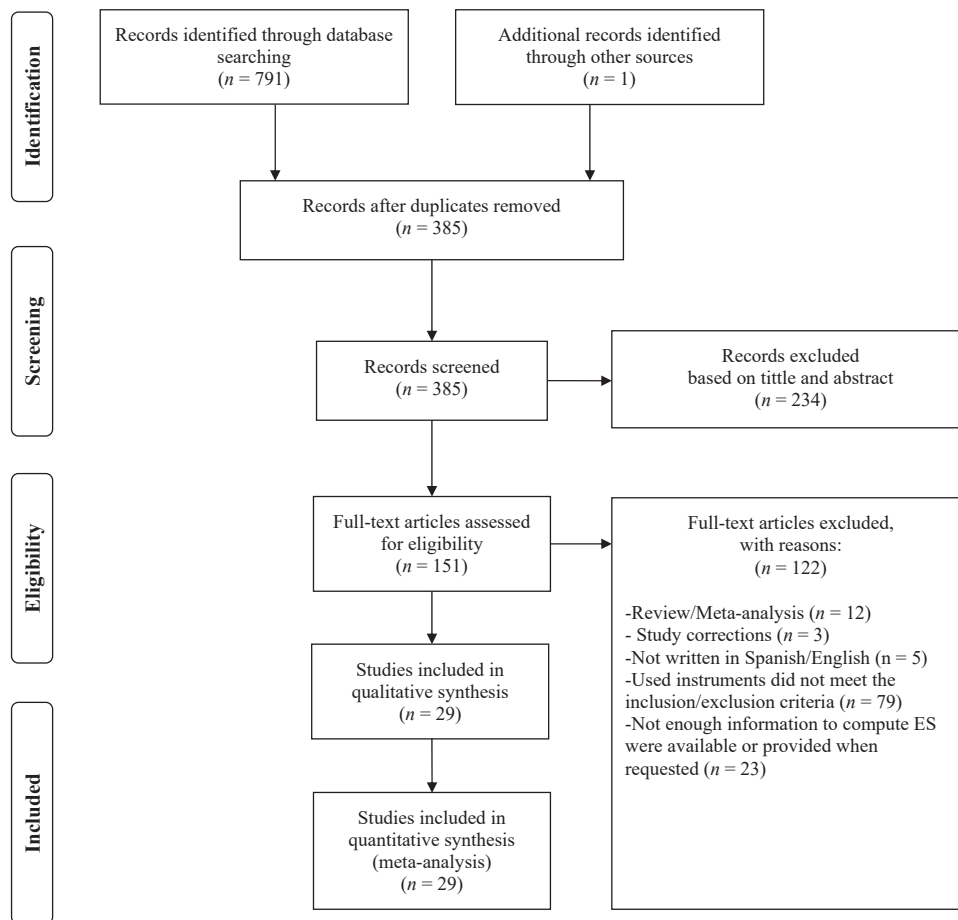 Identification
Records identified through database
searching
(n = 791)
Additional records identified
through other sources
(n = 1)
Records after duplicates removed
(n = 385)
Screening
Records screened
(n = 385)
Records excluded
based on tittle and abstract
(n = 234)
Eligibility
Full-text articles assessed
for eligibility
(n = 151)
Full-text articles excluded,
with reasons:
(n = 122)
-Review/Meta-analysis (n = 12)
- Study corrections (n = 3)
-Not written in Spanish/English (n = 5)
-Used instruments did not meet the
inclusion/exclusion criteria (n = 79)
-Not enough information to compute ES
were available or provided when
requested (n = 23)
Studies included in
qualitative synthesis
(n = 29)
Included
Studies included in
quantitative synthesis
(meta-analysis)
(n = 29)